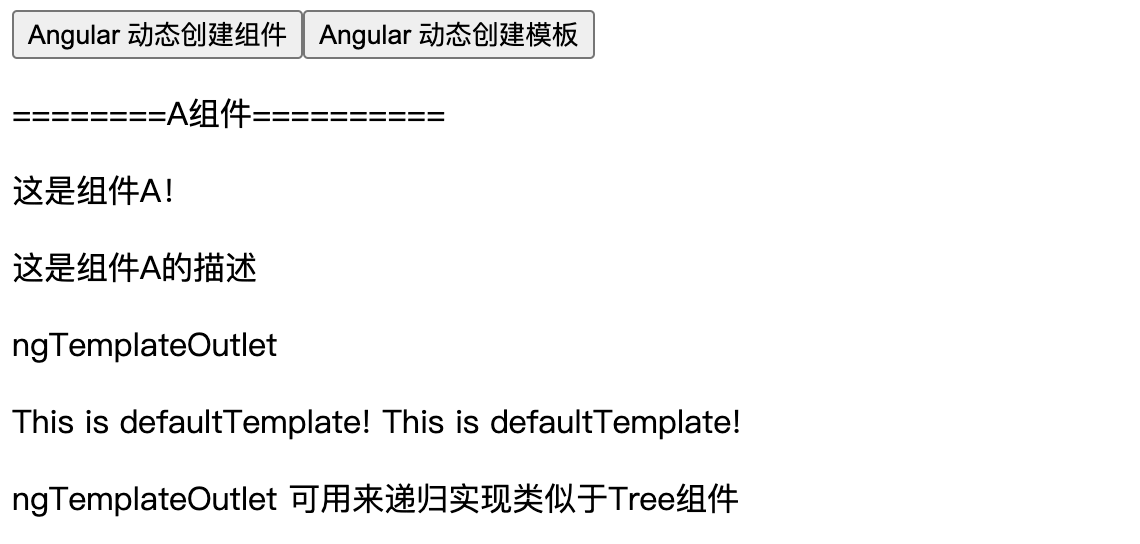 Angular 动态创建组件 Angular 动态创建模板
========A组件==========
这是组件A！
这是组件A的描述
ngTemplateOutlet
This is defaultTemplate! This is defaultTemplate!
ngTemplateOutlet 可用来递归实现类似于Tree组件